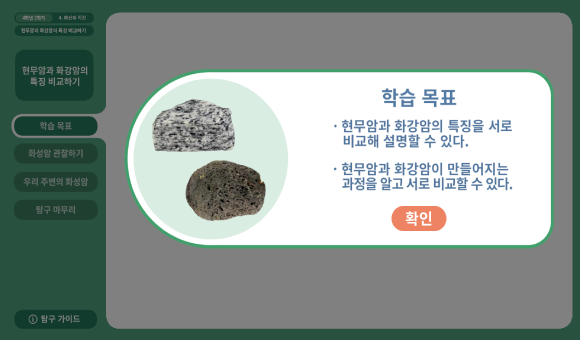 4. 화산과 지진
현무암과 화강암의 특징 비교하기
현무암과 화강암의
특징 비교하기
학습 목표
화성암 관찰하기
우리 주변의 화성암
탐구 마무리
탐구 가이드
학습 목표
· 현무암과 화강암의 특징을 서로
비교해 설명할 수 있다.
· 현무암과 화강암이 만들어지는
과정을 알고 서로 비교할 수 있다.
확인